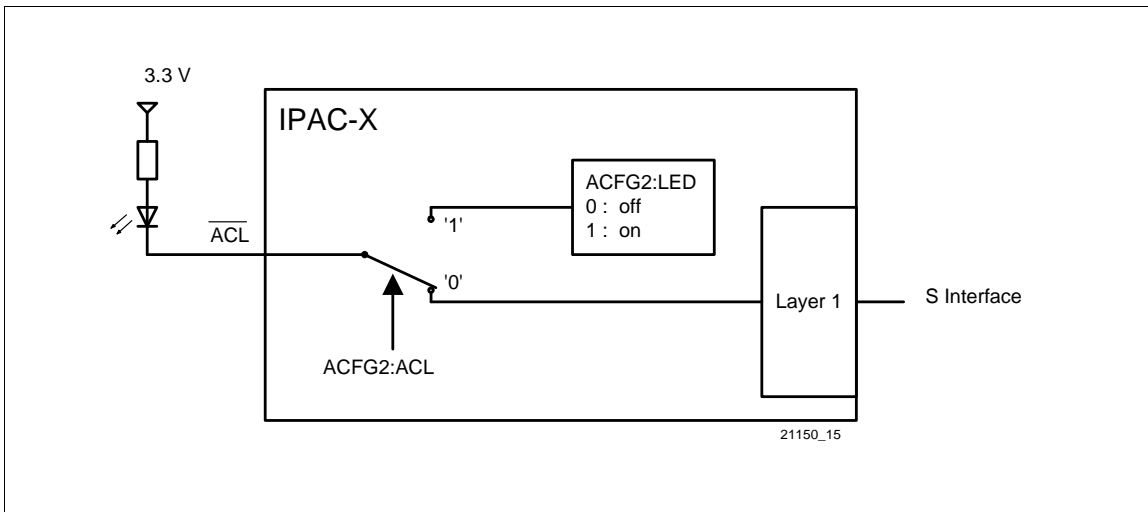 3.3 V
IPAC-X
ACFG2:LED
0 : off
1 : on
ACL
'1'
'0'
Layer 1
S Interface
ACFG2:ACL
21150_15